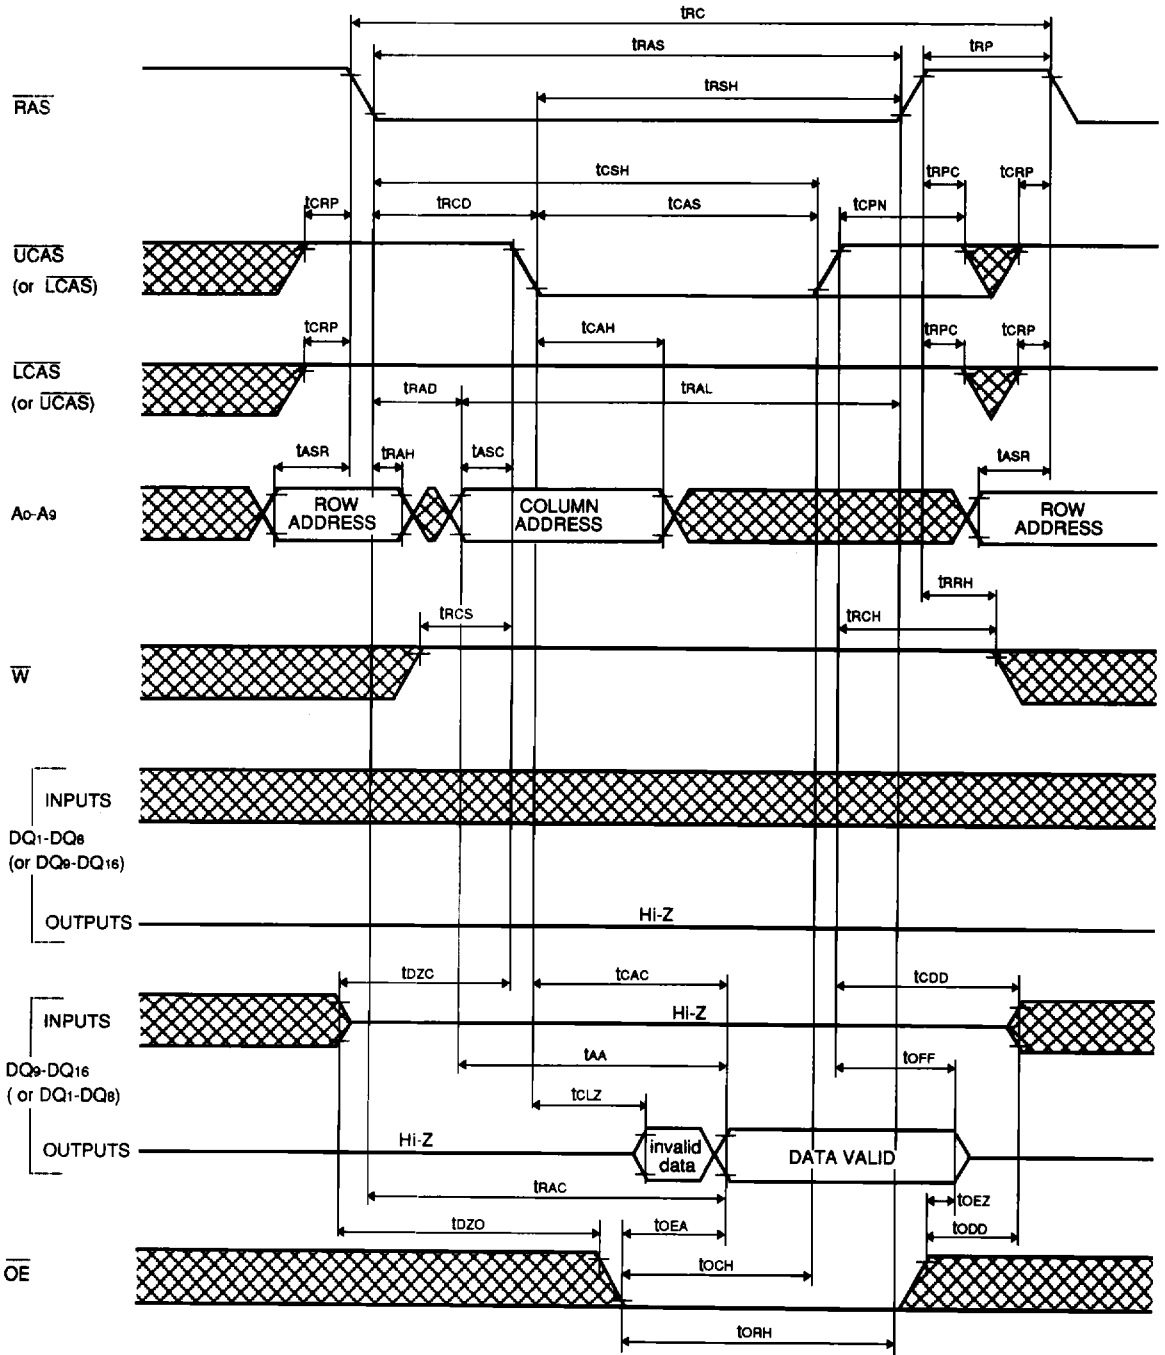 tRC
tRAS tRP
tRSH
RAS
tCSH tRPC tCRP
tCRP tRCD tCAS tCPN
UCAS
(or LCAS)
tCRP tCAH tRPC tCRP
LCAS
(or UCAS)
tRAD tRAL
tASR tRAH tASC tASR
A0-A9 ROW ADDRESS COLUMN ADDRESS ROW ADDRESS
tRRH
tRCS tRCH
W
INPUTS
DQ1-DQ8
(or DQ9-DQ16)
OUTPUTS Hi-Z
tDZC tCAC tCDD
INPUTS Hi-Z
tAA tOFF
DQ9-DQ16
( or DQ1-DQ8)
tCLZ
OUTPUTS Hi-Z invalid data DATA VALID
tRAC tOEZ
tDZO tOEA tODD
OE
tOCH
tORH